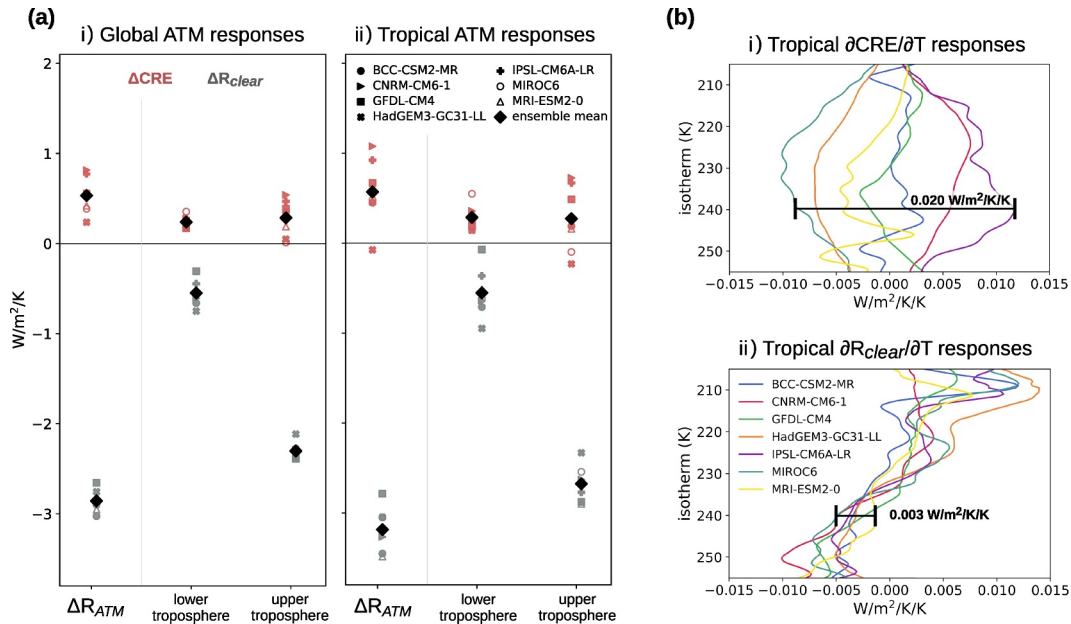 (a)
i) Global ATM responses
ii) Tropical ATM responses
ΔCRE
ΔR_clear
BCC-CSM2-MR
CNRM-CM6-1
GFDL-CM4
HadGEM3-GC31-LL
IPSL-CM6A-LR
MIROC6
MRI-ESM2-0
ensemble mean
W/m²/K
2
1
0
−1
−2
−3
ΔR_ATM
lower
troposphere
upper
troposphere
ΔR_ATM
lower
troposphere
upper
troposphere
(b)
i) Tropical ∂CRE/∂T
isotherm (K)
210
220
230
240
250
0.020 W/m²/K/K
−0.015
−0.010
−0.005
0.000
0.005
0.010
0.015
W/m²/K/K
ii) Tropical ∂R_clear/∂T responses
isotherm (K)
210
220
230
240
250
BCC-CSM2-MR
CNRM-CM6-1
GFDL-CM4
HadGEM3-GC31-LL
IPSL-CM6A-LR
MIROC6
MRI-ESM2-0
0.003 W/m²/K/K
−0.015
−0.010
−0.005
0.000
0.005
0.010
0.015
W/m²/K/K